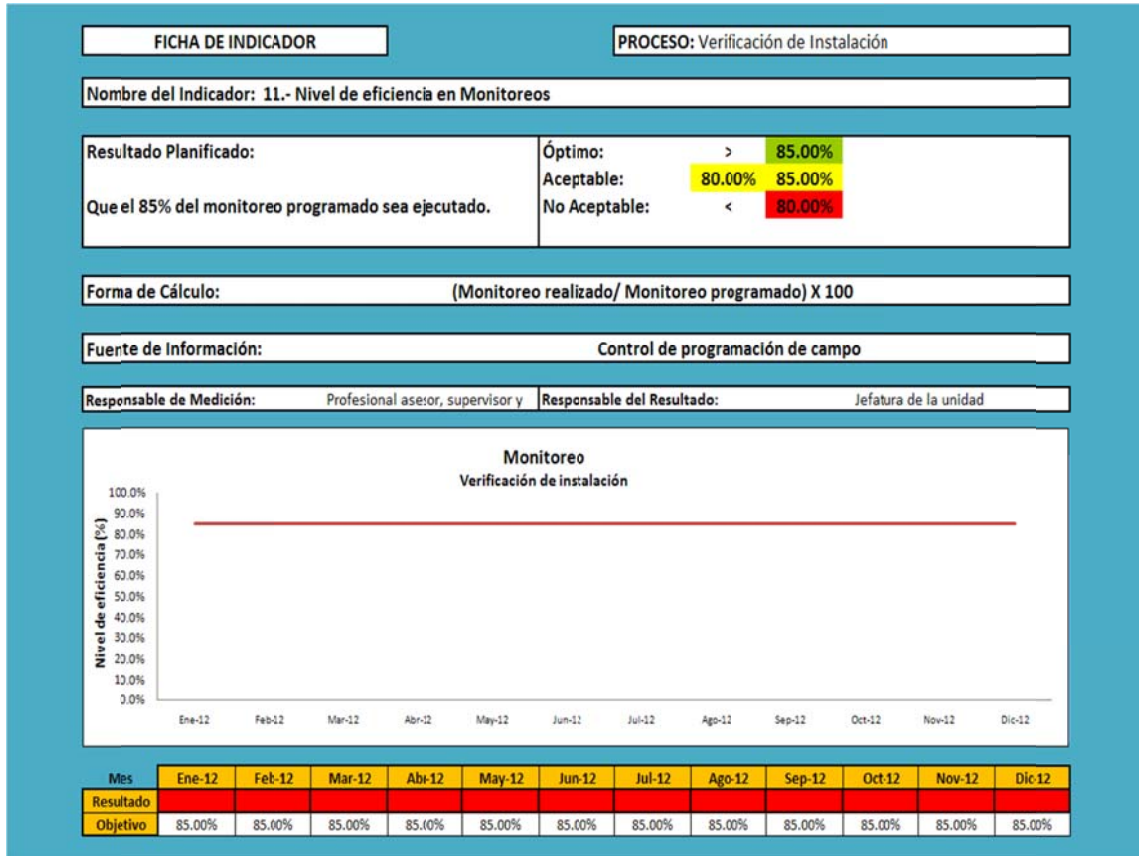 FICHA DE INDICADOR
PROCESO: Verificación de Instalación
Nombre del Indicador: 11.- Nivel de eficiencia en Monitoreos
Resultado Planificado:
Que el 85% del monitoreo programado sea ejecutado.
Óptimo: > 85.00%
Aceptable: 80.00% 85.00%
No Aceptable: < 80.00%
Forma de Cálculo: (Monitoreo realizado/ Monitoreo programado) X 100
Fuente de Información: Control de programación de campo
Responsable de Medición: Profesional asesor, supervisor y
Responsable del Resultado: Jefatura de la unidad
Monitoreo
Verificación de instalación
Nivel de eficiencia (%)
100.0%
90.0%
80.0%
70.0%
60.0%
50.0%
40.0%
30.0%
20.0%
10.0%
0.0%
Ene-12 Feb-12 Mar-12 Abr-12 May-12 Jun-12 Jul-12 Ago-12 Sep-12 Oct-12 Nov-12 Dic-12
Mes Ene-12 Feb-12 Mar-12 Abr-12 May-12 Jun-12 Jul-12 Ago-12 Sep-12 Oct-12 Nov-12 Dic-12
Resultado
Objetivo 85.00% 85.00% 85.00% 85.00% 85.00% 85.00% 85.00% 85.00% 85.00% 85.00% 85.00% 85.00%